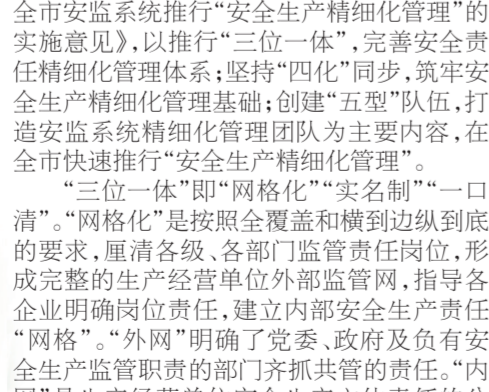 全市安监系统推行“安全生产精细化管理”的
实施意见》，以推行“三位一体”，完善安全责
任精细化管理体系；坚持“四化”同步，筑牢安
全生产精细化管理基础；创建“五型”队伍，打
造安监系统精细化管理团队为主要内容，在
全市快速推行“安全生产精细化管理”。
“三位一体”即“网格化”“实名制”“一口
清”。“网格化”是按照全覆盖和横到边纵到底
的要求，厘清各级、各部门监管责任岗位，形
成完整的生产经营单位外部监管网，指导各
企业明确岗位责任，建立内部安全生产责任
“网格”。“外网”明确了党委、政府及负有安
全生产监管职责的部门齐抓共管的责任。“内